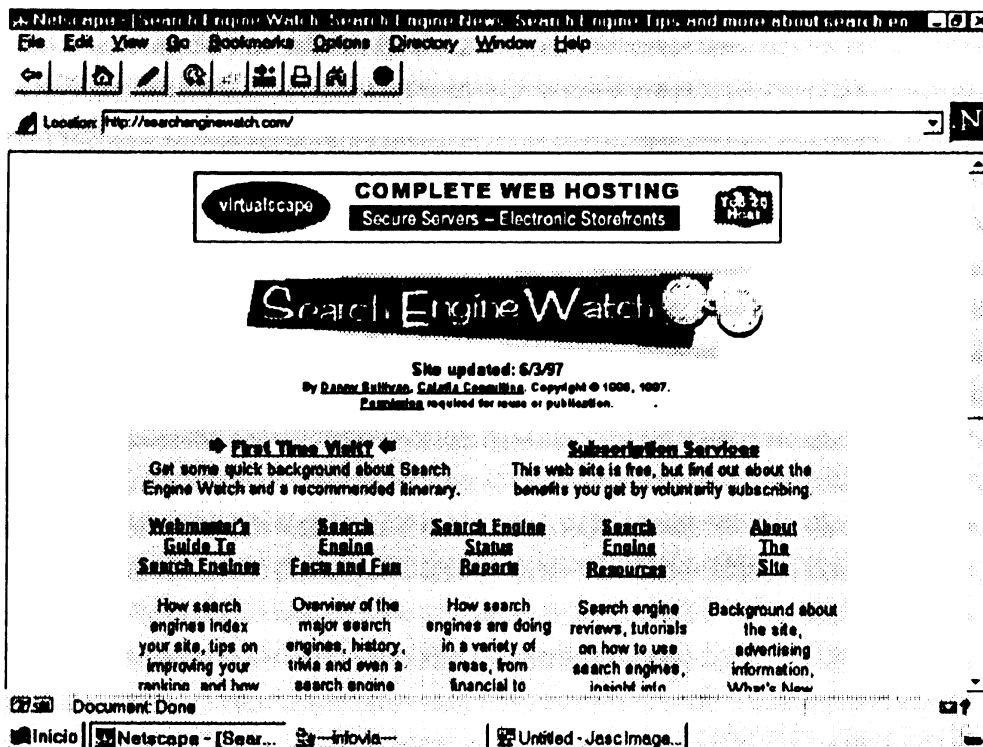 Netscape - [Search Engine Watch: Search Engine News, Search Engine Tips and more about search en
File Edit View Go Bookmarks Options Directory Window Help
Location: http://searchenginewatch.com/
N
virtualscape
COMPLETE WEB HOSTING
Secure Servers – Electronic Storefronts
Top 20
Host
Search Engine Watch
Site updated: 6/3/97
By Danny Sullivan, Calafia Consulting. Copyright © 1996, 1997.
Permission required for reuse or publication.
First Time Visit?
Get some quick background about Search
Engine Watch and a recommended itinerary.
Subscription Services
This web site is free, but find out about the
benefits you get by voluntarily subscribing.
Webmaster's
Guide To
Search Engines
How search
engines index
your site, tips on
improving your
ranking, and how
Search
Engine
Facts and Fun
Overview of the
major search
engines, history,
trivia and even a
search engine
Search Engine
Status
Reports
How search
engines are doing
in a variety of
areas, from
financial to
Search
Engine
Resources
Search engine
reviews, tutorials
on how to use
search engines,
insight into
About
The
Site
Background about
the site,
advertising
information,
What's New
Document: Done
Inicio
Netscape - [Sear...
---Infovia---
Untitled - Jasc Image...